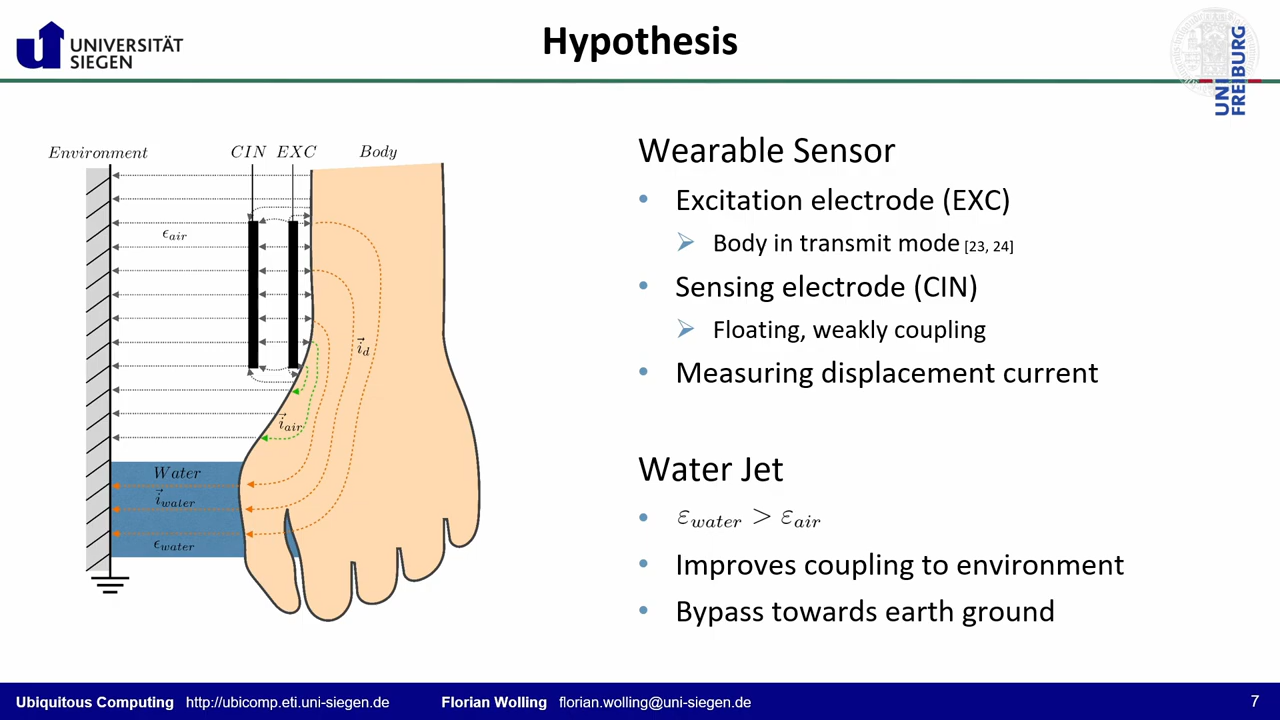 UNIVERSITÄT
SIEGEN
Hypothesis
UNI
FREIBURG
Environment
CIN
EXC
Body
ϵair
i⃗d
i⃗air
Water
i⃗water
ϵwater
Wearable Sensor
• Excitation electrode (EXC)
➢ Body in transmit mode [23, 24]
• Sensing electrode (CIN)
➢ Floating, weakly coupling
• Measuring displacement current
Water Jet
• εwater > εair
• Improves coupling to environment
• Bypass towards earth ground
Ubiquitous Computing http://ubicomp.eti.uni-siegen.de Florian Wolling florian.wolling@uni-siegen.de 7